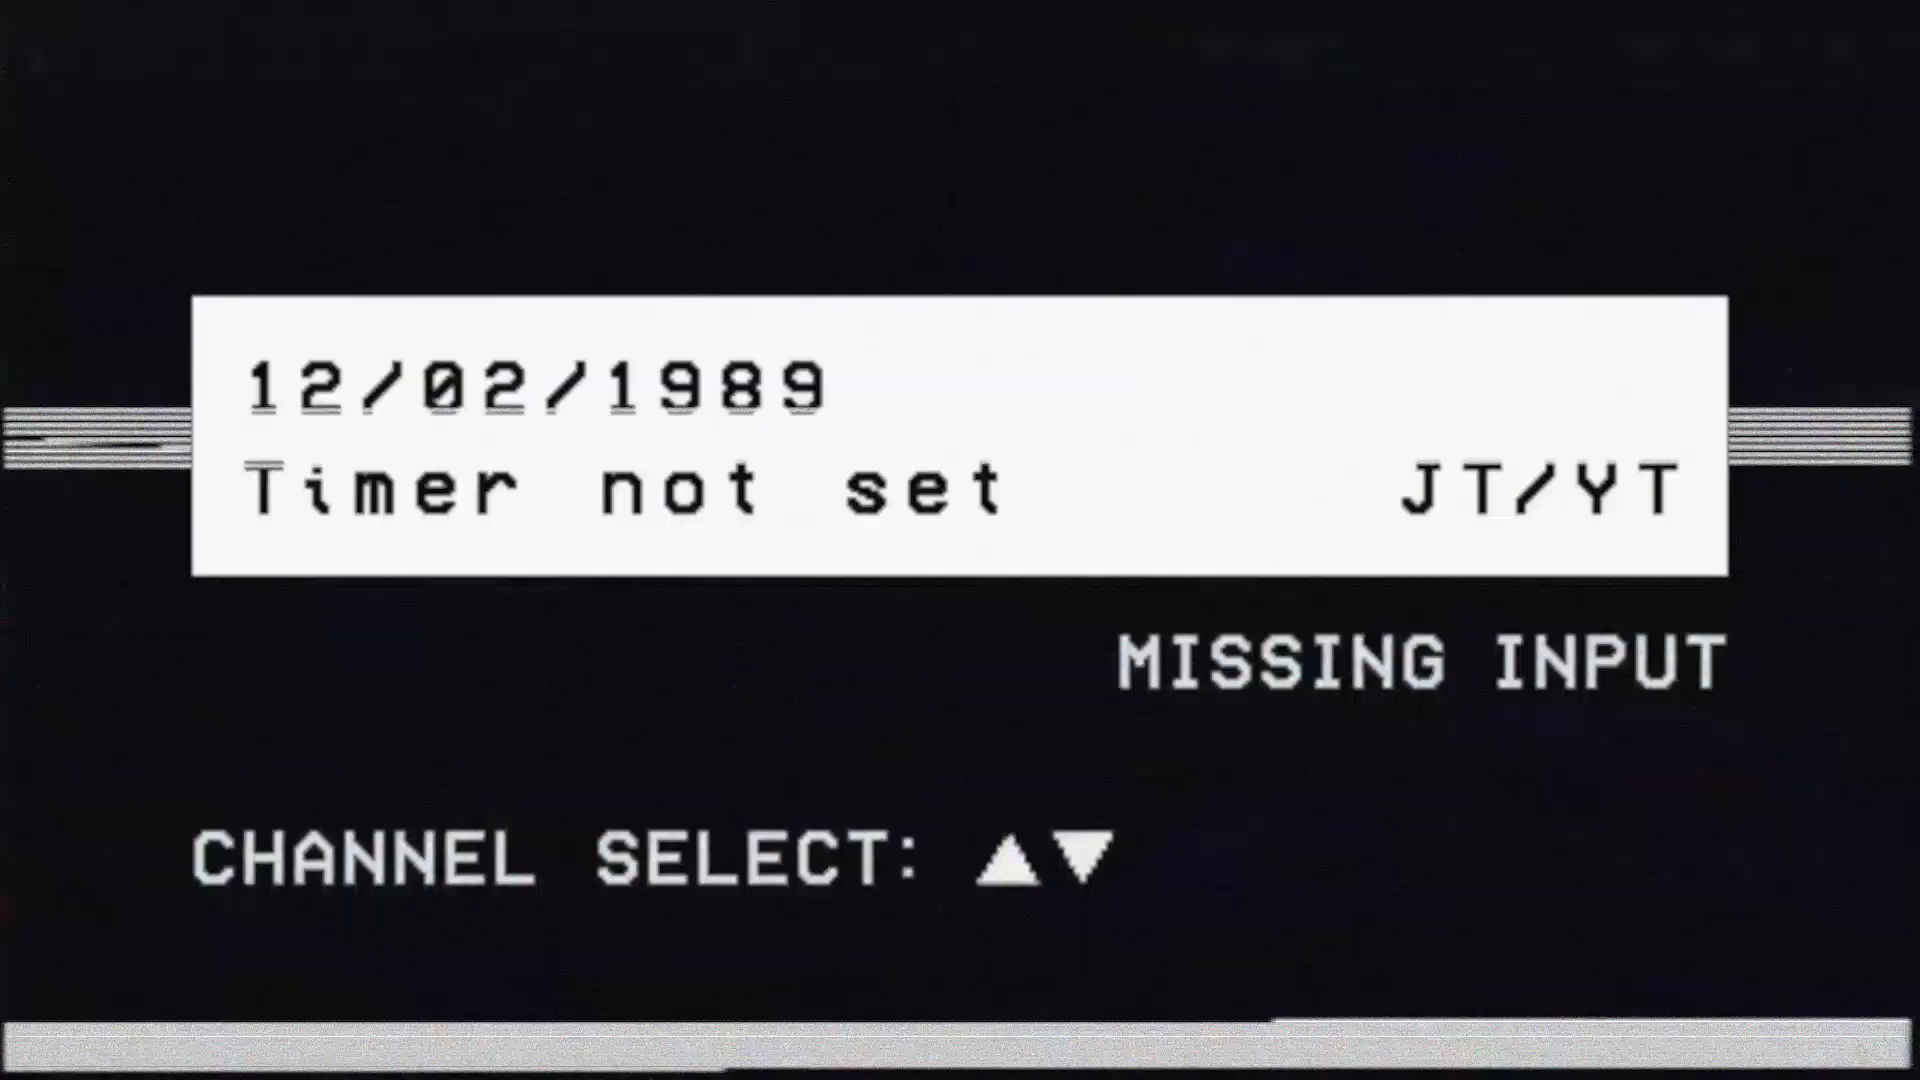 12/02/1989
Timer not set JT/YT
MISSING INPUT
CHANNEL SELECT: ▲▼